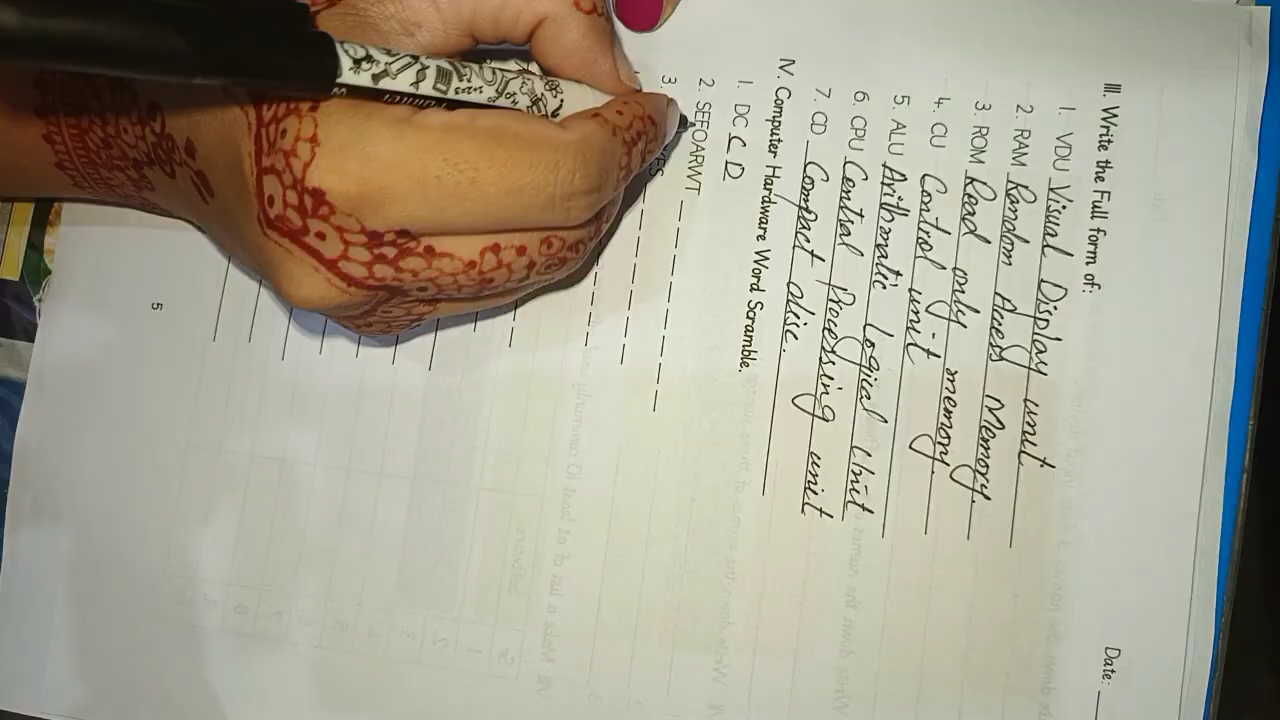 Date:
III. Write the Full form of:
1. VDU Visual Display unit
2. RAM Random Acess Memory
3. ROM Read only Memory.
4. CU Control unit memory.
5. ALU Arithmatic Logical Unit
6. CPU Central Processing unit
7. CD Compact disc.
IV. Computer Hardware Word Scramble.
1. DC C D
2. SEFOARWT
3.
5